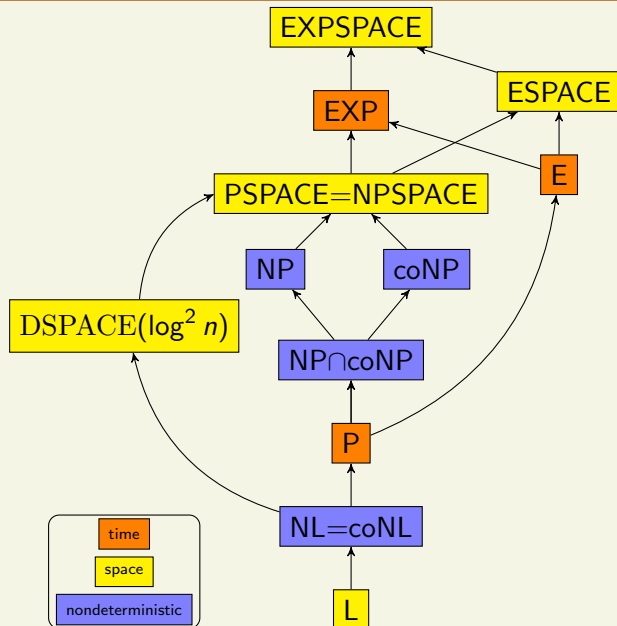 EXPSPACE
ESPACE
EXP
E
PSPACE=NPSPACE
NP
coNP
DSPACE(log² n)
NP∩coNP
P
NL=coNL
L
time
space
nondeterministic